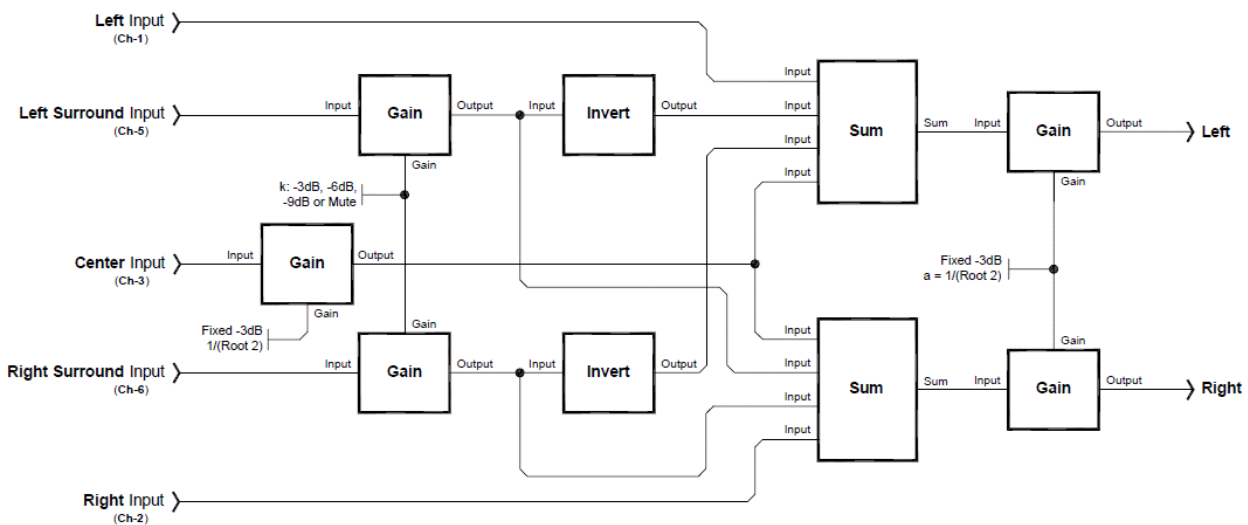 Left Input
(Ch-1)
Input
Left Surround Input
(Ch-5)
Input
Gain
Output
Input
Invert
Output
Input
Input
Sum
Sum
Input
Gain
Output
Left
Gain
Input
Gain
k: -3dB, -6dB,
-9dB or Mute
Input
Center Input
(Ch-3)
Input
Gain
Output
Fixed -3dB
a = 1/(Root 2)
Gain
Fixed -3dB
1/(Root 2)
Gain
Input
Gain
Right Surround Input
(Ch-6)
Input
Gain
Output
Input
Invert
Output
Input
Input
Sum
Sum
Input
Gain
Output
Right
Input
Right Input
(Ch-2)